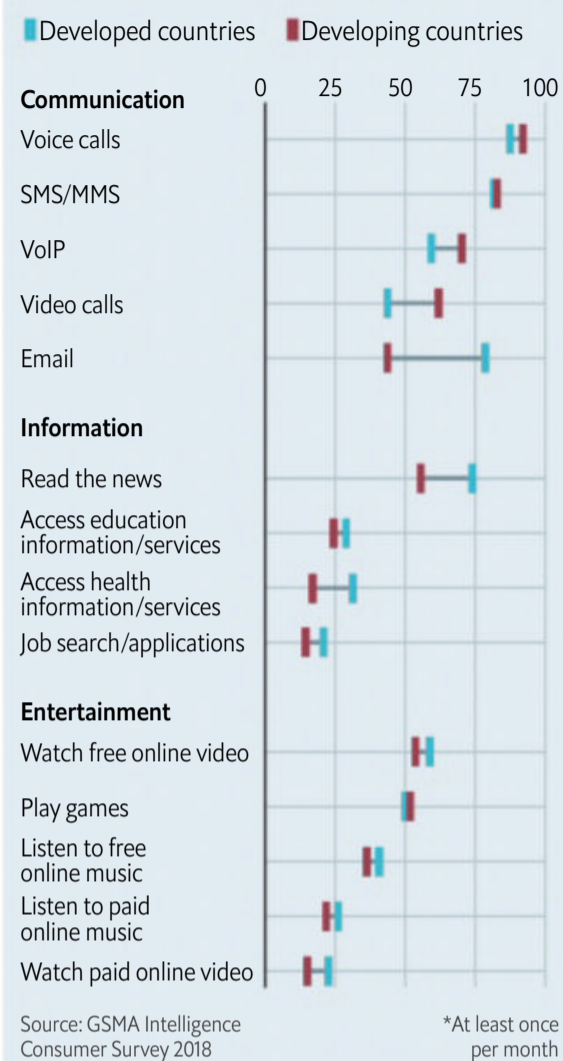 Developed countries Developing countries
0 25 50 75 100
Communication
Voice calls
SMS/MMS
VoIP
Video calls
Email
Information
Read the news
Access education
information/services
Access health
information/services
Job search/applications
Entertainment
Watch free online video
Play games
Listen to free
online music
Listen to paid
online music
Watch paid online video
Source: GSMA Intelligence
Consumer Survey 2018
*At least once
per month